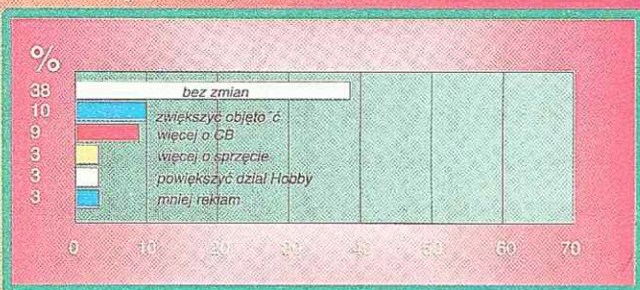 %
38 bez zmian
10 zwiększyć objęto´ć
9 więcej o CB
3 więcej o sprzęcie
3 powiększyć dział Hobby
3 mniej reklam
0 10 20 30 40 50 60 70